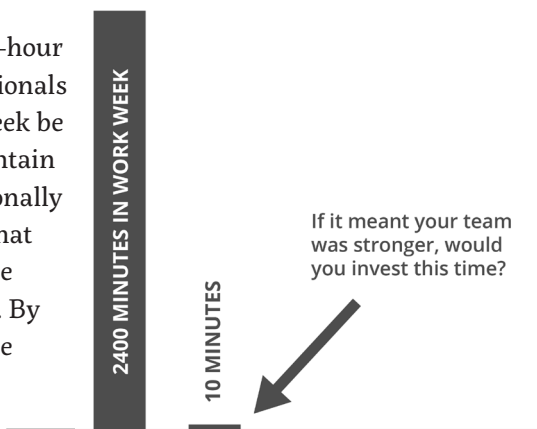 -hour
ionals
eek be
ntain
onally
hat
e
. By
e
2400 MINUTES IN WORK WEEK
10 MINUTES
If it meant your team
was stronger, would
you invest this time?